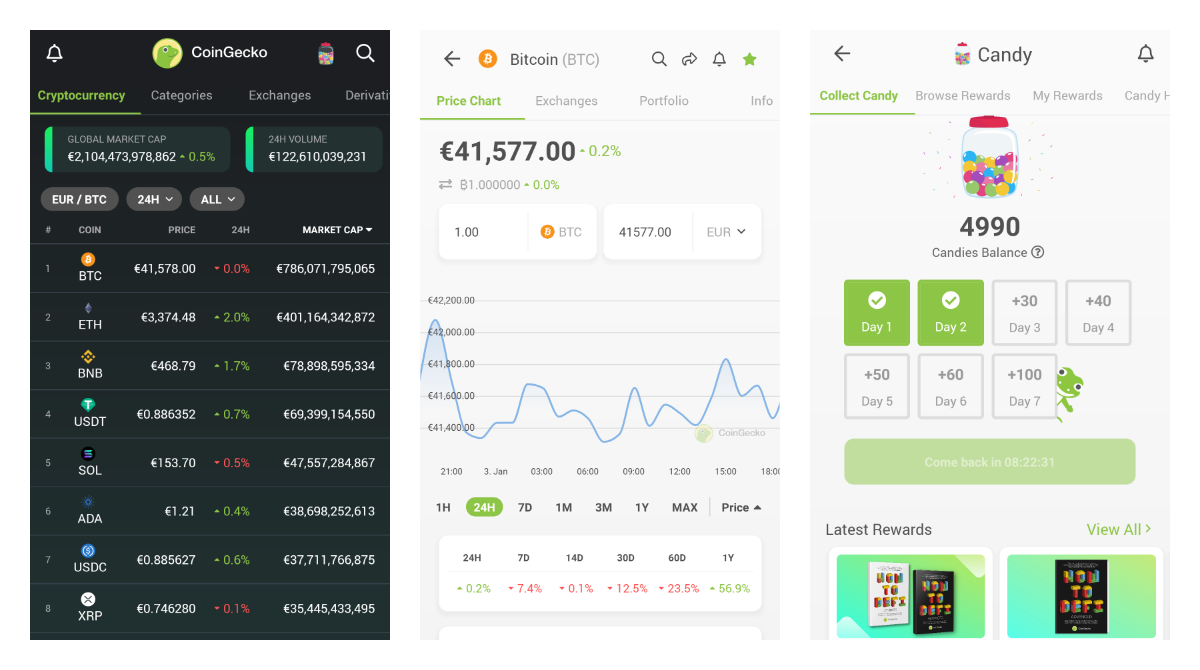 CoinGecko
Cryptocurrency Categories Exchanges Derivati
GLOBAL MARKET CAP
€2,104,473,978,862 0.5%
24H VOLUME
€122,610,039,231
EUR / BTC 24H ALL
# COIN PRICE 24H MARKET CAP
1 BTC €41,578.00 0.0% €786,071,795,065
2 ETH €3,374.48 2.0% €401,164,342,872
3 BNB €468.79 1.7% €78,898,595,334
4 USDT €0.886352 0.7% €69,399,154,550
5 SOL €153.70 0.5% €47,557,284,867
6 ADA €1.21 0.4% €38,698,252,613
7 USDC €0.885627 0.6% €37,711,766,875
8 XRP €0.746280 0.1% €35,445,433,495
Bitcoin (BTC)
Price Chart Exchanges Portfolio Info
€41,577.00 0.2%
₿1.000000 0.0%
1.00 BTC 41577.00 EUR
€42,200.00
€42,000.00
€41,800.00
€41,600.00
€41,400.00
CoinGecko
21:00 3. Jan 03:00 06:00 09:00 12:00 15:00 18:00
1H 24H 7D 1M 3M 1Y MAX Price
24H 7D 14D 30D 60D 1Y
0.2% 7.4% 0.1% 12.5% 23.5% 56.9%
Candy
Collect Candy Browse Rewards My Rewards Candy H
4990
Candies Balance ?
Day 1
Day 2
+30
Day 3
+40
Day 4
+50
Day 5
+60
Day 6
+100
Day 7
Come back in 08:22:31
Latest Rewards View All
HOW
TO
DEFI
HOW
TO
DEFI
HOW
TO
DEFI
ADVANCED